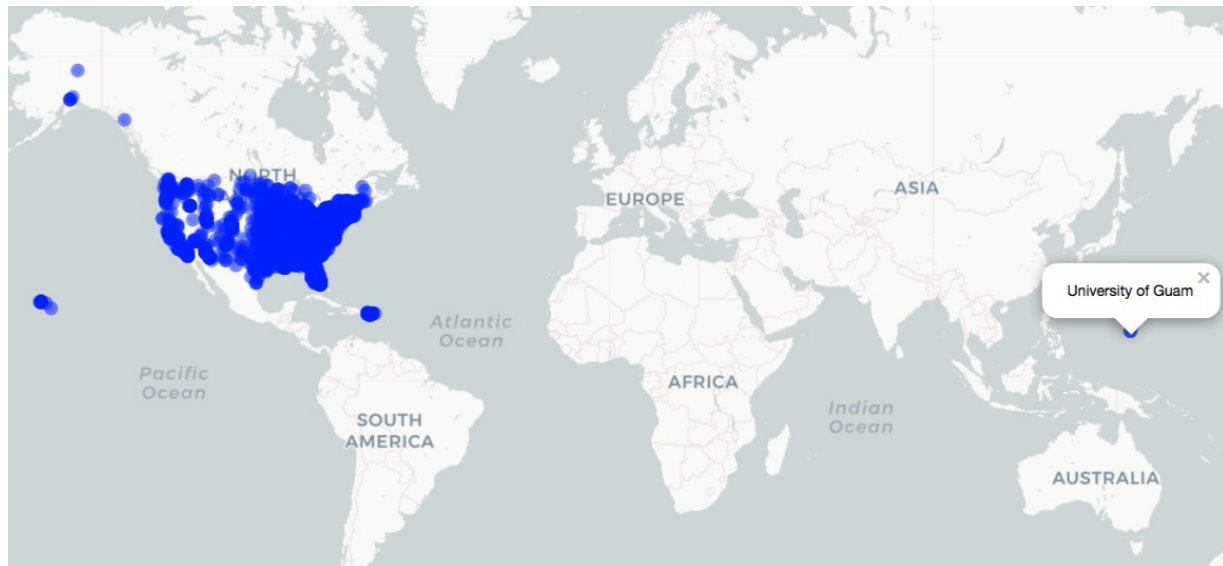 NORTH
EUROPE
ASIA
×
University of Guam
Atlantic
Ocean
Pacific
Ocean
AFRICA
SOUTH
AMERICA
Indian
Ocean
AUSTRALIA